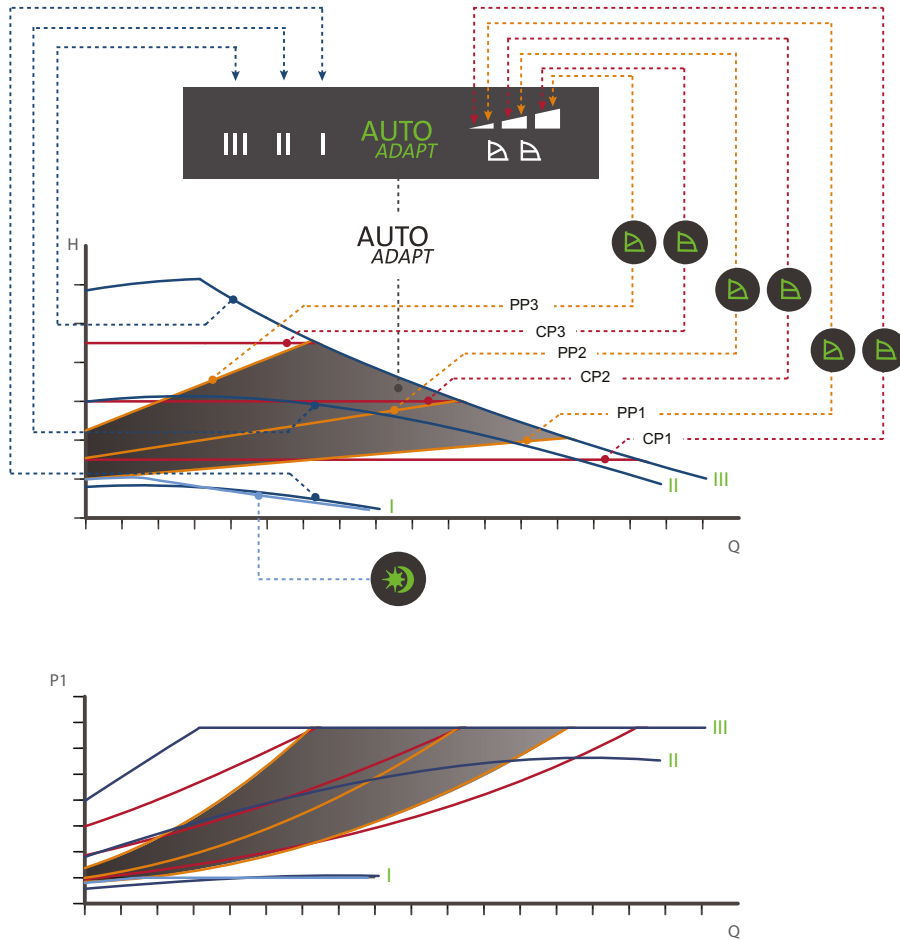 III II I AUTO ADAPT
AUTO
ADAPT
H
PP3
CP3
PP2
CP2
PP1
CP1
III
II
I
Q
P1
III
II
I
Q